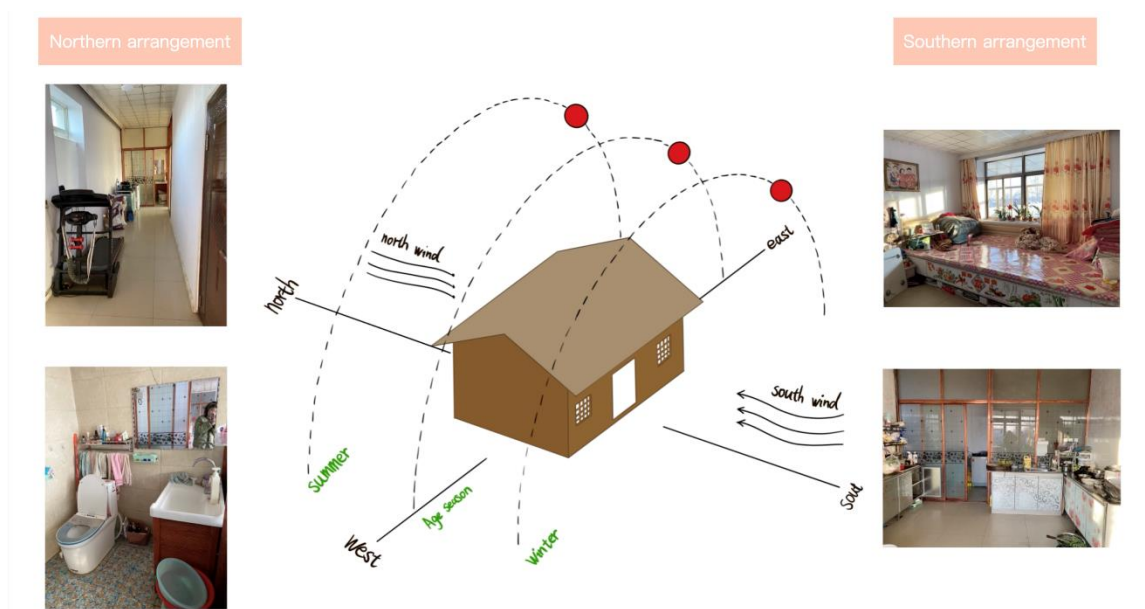 Northern arrangement
Southern arrangement
north wind
north
east
south wind
sout
summer
Age season
West
winter